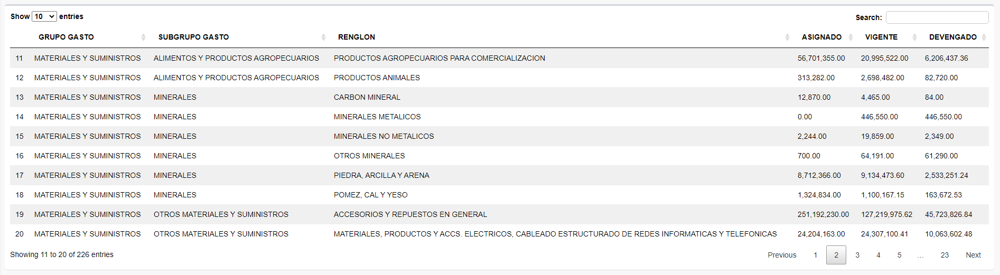 Show 10 entries Search:
GRUPO GASTO SUBGRUPO GASTO RENGLON ASIGNADO VIGENTE DEVENGADO
11 MATERIALES Y SUMINISTROS ALIMENTOS Y PRODUCTOS AGROPECUARIOS PRODUCTOS AGROPECUARIOS PARA COMERCIALIZACION 56,701,355.00 20,995,522.00 6,206,437.36
12 MATERIALES Y SUMINISTROS ALIMENTOS Y PRODUCTOS AGROPECUARIOS PRODUCTOS ANIMALES 313,282.00 2,698,482.00 82,720.00
13 MATERIALES Y SUMINISTROS MINERALES CARBON MINERAL 12,870.00 4,465.00 84.00
14 MATERIALES Y SUMINISTROS MINERALES MINERALES METALICOS 0.00 446,550.00 446,550.00
15 MATERIALES Y SUMINISTROS MINERALES MINERALES NO METALICOS 2,244.00 19,859.00 2,349.00
16 MATERIALES Y SUMINISTROS MINERALES OTROS MINERALES 700.00 64,191.00 61,290.00
17 MATERIALES Y SUMINISTROS MINERALES PIEDRA, ARCILLA Y ARENA 8,712,366.00 9,134,473.60 2,533,251.24
18 MATERIALES Y SUMINISTROS MINERALES POMEZ, CAL Y YESO 1,324,834.00 1,100,167.15 163,672.53
19 MATERIALES Y SUMINISTROS OTROS MATERIALES Y SUMINISTROS ACCESORIOS Y REPUESTOS EN GENERAL 251,192,230.00 127,219,975.62 45,723,826.84
20 MATERIALES Y SUMINISTROS OTROS MATERIALES Y SUMINISTROS MATERIALES, PRODUCTOS Y ACCS. ELECTRICOS, CABLEADO ESTRUCTURADO DE REDES INFORMATICAS Y TELEFONICAS 24,204,163.00 24,307,100.41 10,063,602.48
Showing 11 to 20 of 226 entries Previous 1 2 3 4 5 … 23 Next